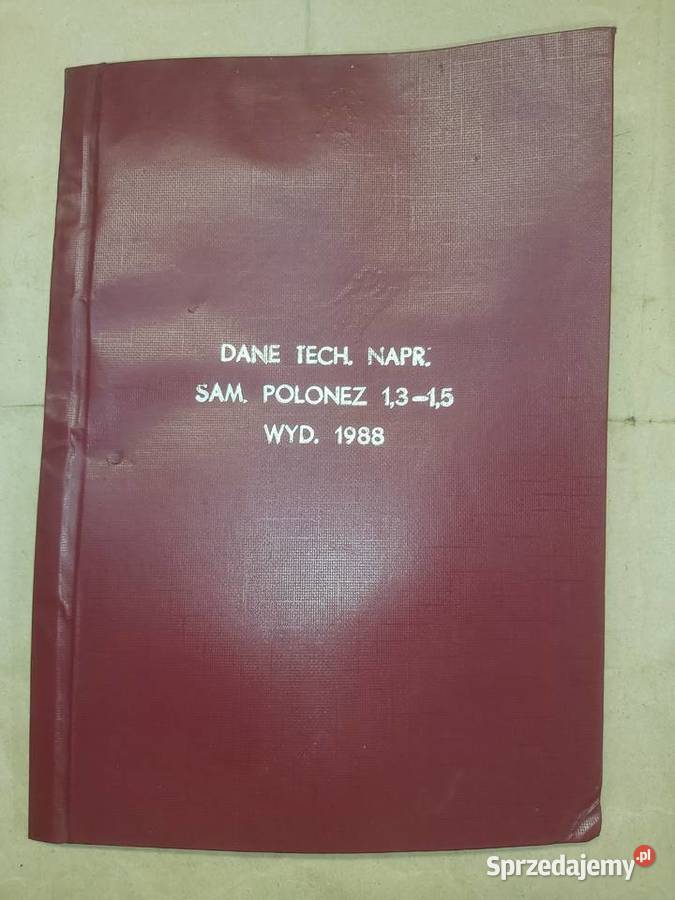 DANE TECH. NAPR.
SAM. POLONEZ 1,3-1,5
WYD. 1988
Sprzedajemy.pl